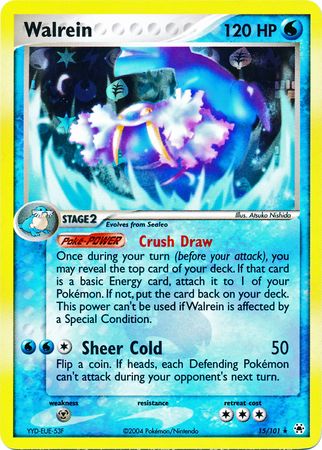 Walrein 120 HP
Illus. Atsuko Nishida
STAGE 2
Evolves from Sealeo
Poké-POWER Crush Draw
Once during your turn (before your attack), you
may reveal the top card of your deck. If that card
is a basic Energy card, attach it to 1 of your
Pokémon. If not, put the card back on your deck.
This power can't be used if Walrein is affected by
a Special Condition.
Sheer Cold 50
Flip a coin. If heads, each Defending Pokémon
can't attack during your opponent's next turn.
weakness resistance retreat cost
YYD-EUE-53F ©2004 Pokémon/Nintendo 15/101